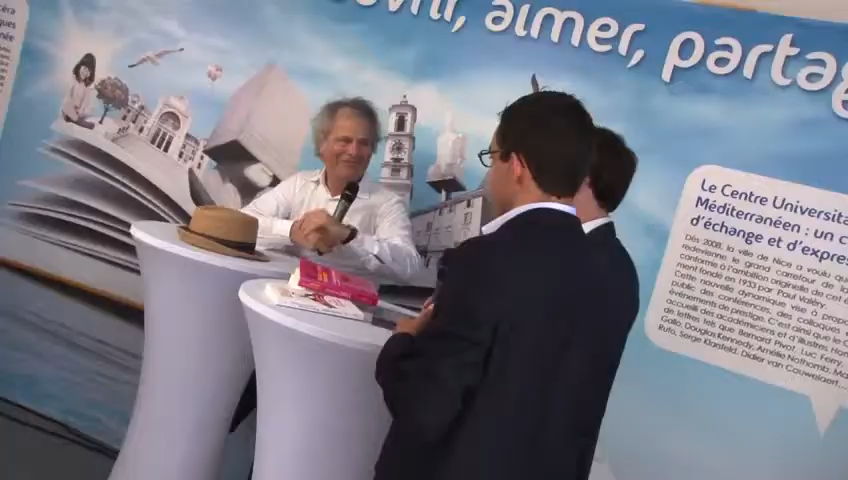 aimer, partag
Le Centre Universita
Méditerranéen : un c
d'échange et d'expres
Dès 2008, la ville de Nice a voulu que
redevienne le grand carrefour de la
conforme à l'ambition originelle de cet é
ment fondé en 1933 par Paul Valéry.
Cette nouvelle dynamique vise à propo
public des conférences, des colloques
événements de prestige. C'est ainsi que le C
accueilli des académiciens et d'illustres Hom
de lettres tels que Bernard Pivot, Luc Ferry,
Gallo, Douglas Kennedy, Amélie Nothomb, Ma
Rufo, Serge Klarsfeld, Didier van Cauwelaert...